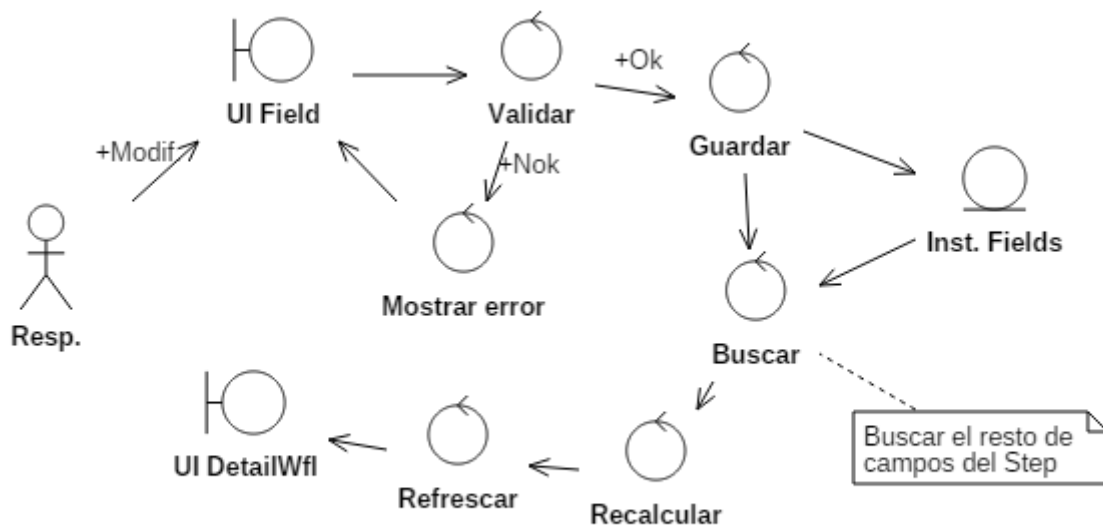 +Ok
UI Field
Validar
+Modif
+Nok
Guardar
Inst. Fields
Mostrar error
Resp.
Buscar
Buscar el resto de
campos del Step
UI DetailWfl
Refrescar
Recalcular